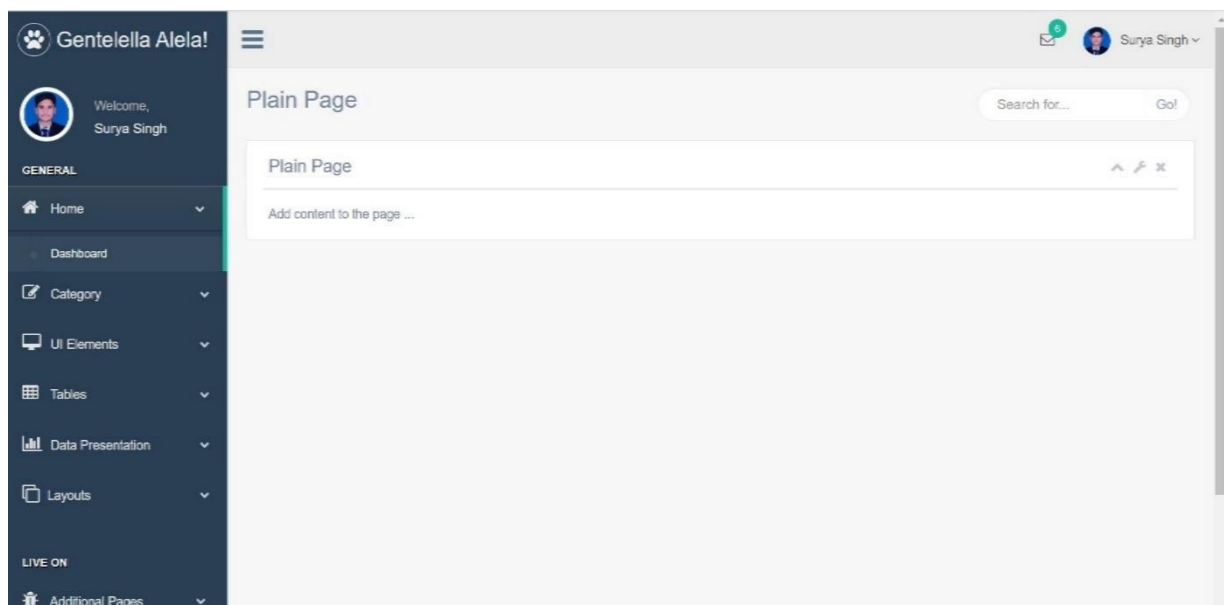 Gentelella Alela!
6
Surya Singh
Welcome,
Surya Singh
Plain Page
Search for...
Go!
GENERAL
Plain Page
Home
Add content to the page ...
Dashboard
Category
UI Elements
Tables
Data Presentation
Layouts
LIVE ON
Additional Pages